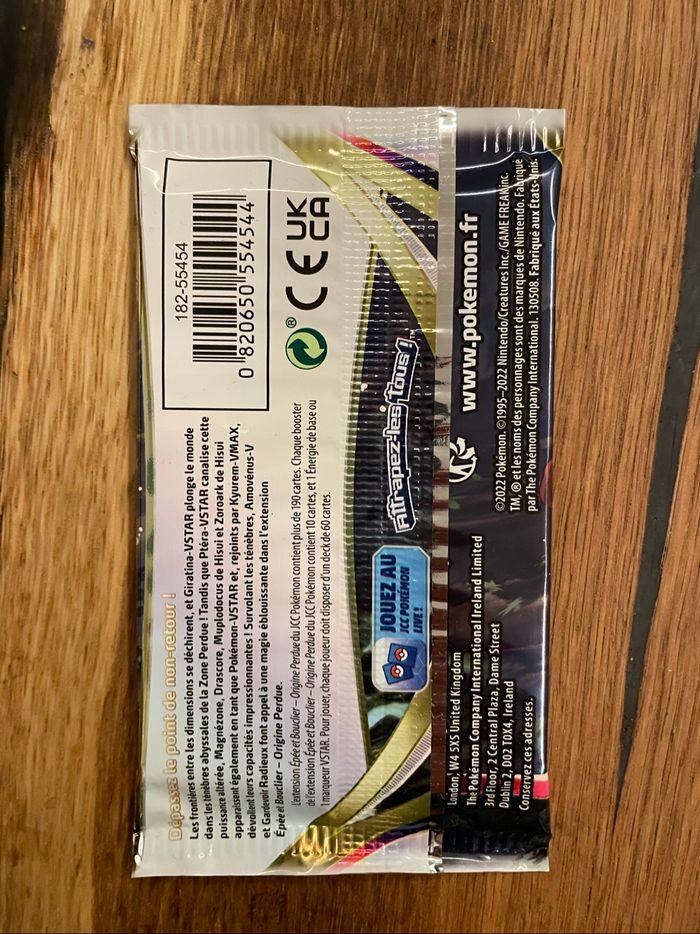 Dépassez le point de non-retour !
Les frontières entre les dimensions se déchirent, et Giratina-VSTAR plonge le monde
dans les ténèbres abyssales de la Zone Perdue ! Tandis que Ptéra-VSTAR canalise cette
puissance altérée, Magnézone, Drascore, Muplodocus de Hisui et Zoroark de Hisui
apparaissent également en tant que Pokémon-VSTAR et, rejoints par Kyurem-VMAX,
dévoilent leurs capacités impressionnantes ! Survolant les ténèbres, Amovénus-V
et Gardevoir Radieux font appel à une magie éblouissante dans l'extension
Épée et Bouclier – Origine Perdue.
L'extension Épée et Bouclier – Origine Perdue du JCC Pokémon contient plus de 190 cartes. Chaque booster
de l'extension Épée et Bouclier – Origine Perdue du JCC Pokémon contient 10 cartes, et 1 Énergie de base ou
1 marqueur VSTAR. Pour jouer, chaque joueur doit disposer d'un deck de 60 cartes.
182-55454
0 820650 554544
®
CE
UK
CA
JOUEZ AU
JCC POKÉMON
LIVE !
Attrapez-les Tous !
www.pokemon.fr
London, W4 5XS United Kingdom
The Pokémon Company International Ireland Limited
3rd Floor, 2 Central Plaza, Dame Street
Dublin 2, D02 T0X4, Ireland
Conservez ces adresses.
©2022 Pokémon. ©1995–2022 Nintendo/Creatures Inc./GAME FREAK inc.
TM, ® et les noms des personnages sont des marques de Nintendo. Fabriqué
par The Pokémon Company International. 130508. Fabriqué aux États-Unis.